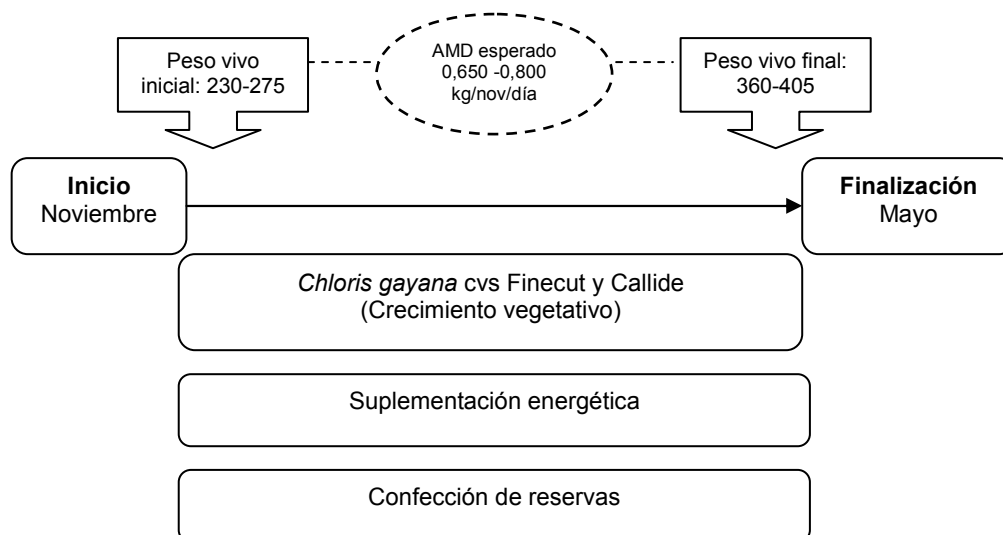 Peso vivo
inicial: 230-275
AMD esperado
0,650 -0,800
kg/nov/día
Peso vivo final:
360-405
Inicio
Noviembre
Finalización
Mayo
Chloris gayana cvs Finecut y Callide
(Crecimiento vegetativo)
Suplementación energética
Confección de reservas